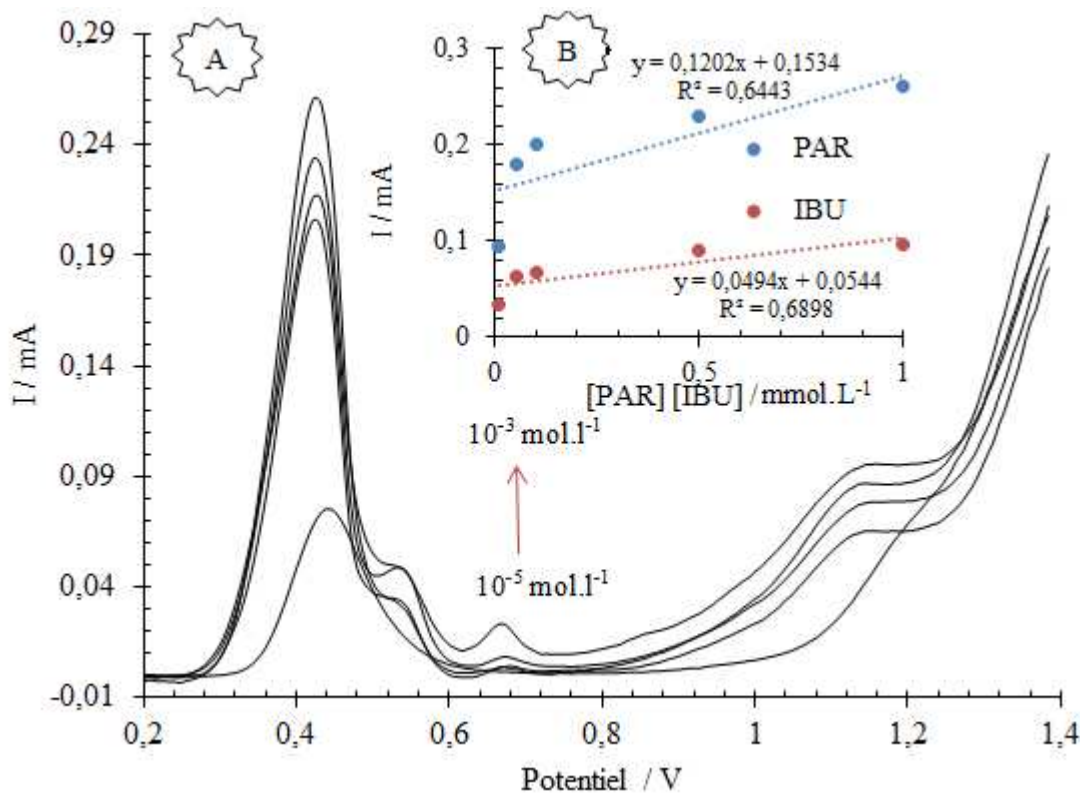 A
0,29
0,24
0,19
0,14
0,09
0,04
-0,01
I / mA
0,2
0,4
0,6
0,8
1
1,2
1,4
Potentiel / V
B
0,3
0,2
0,1
0
I / mA
y = 0,1202x + 0,1534
R² = 0,6443
PAR
IBU
y = 0,0494x + 0,0544
R² = 0,6898
0
0,5
1
[PAR] [IBU] / mmol.L⁻¹
10⁻³ mol.l⁻¹
10⁻⁵ mol.l⁻¹